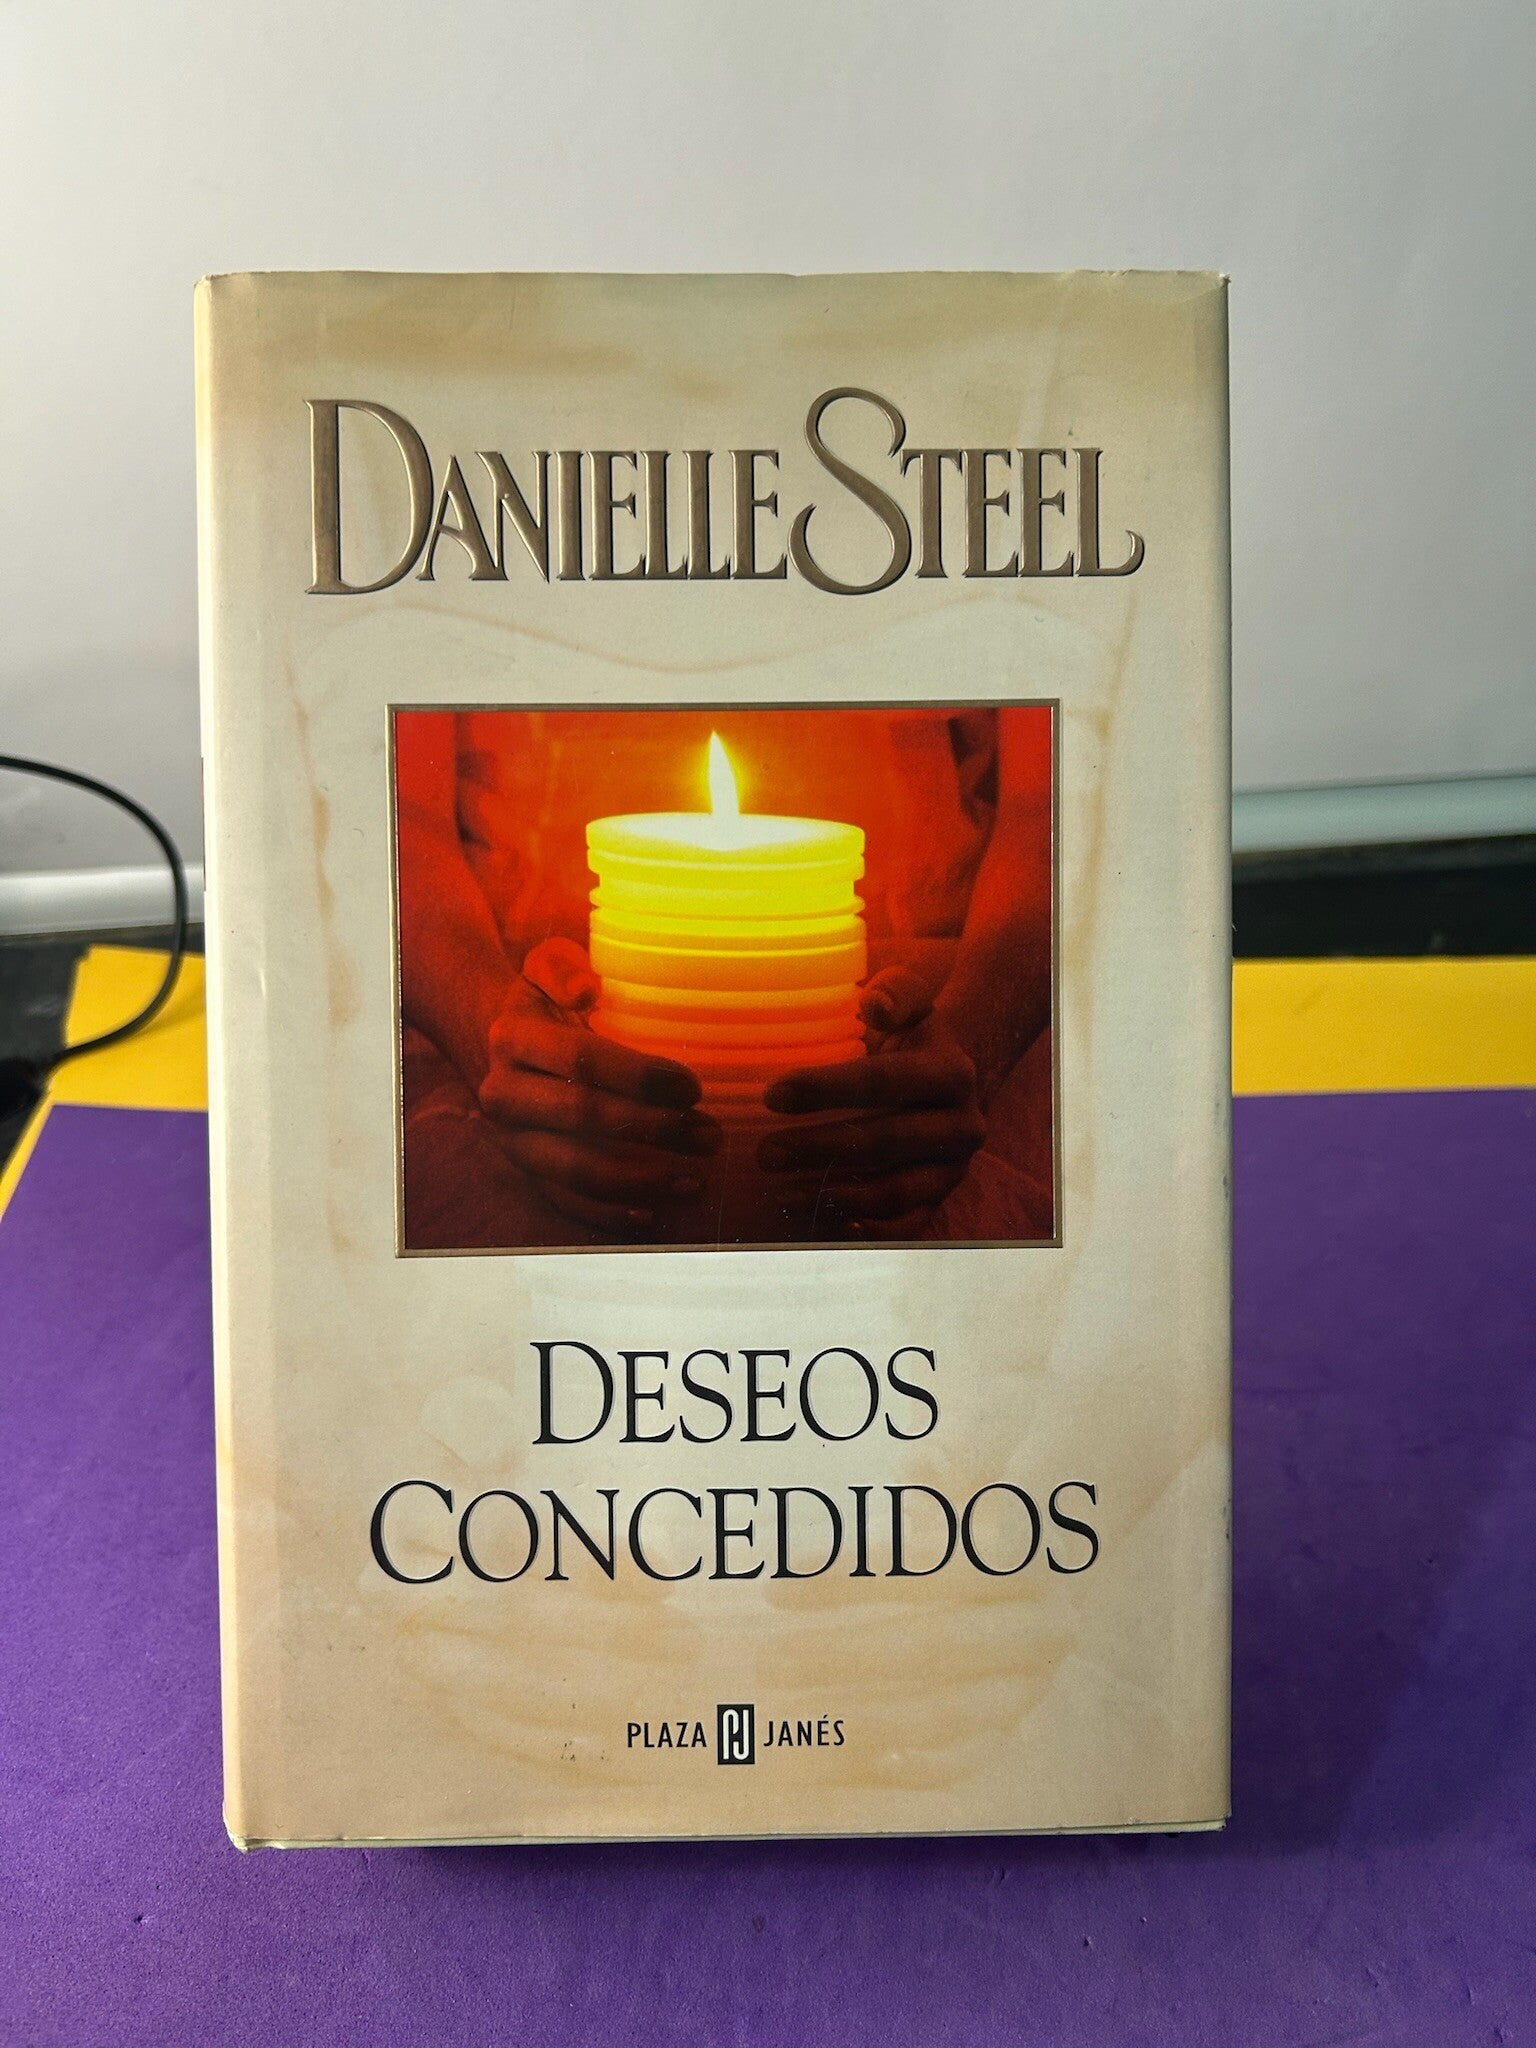 DANIELLE STEEL
DESEOS
CONCEDIDOS
PLAZA PJ JANÉS